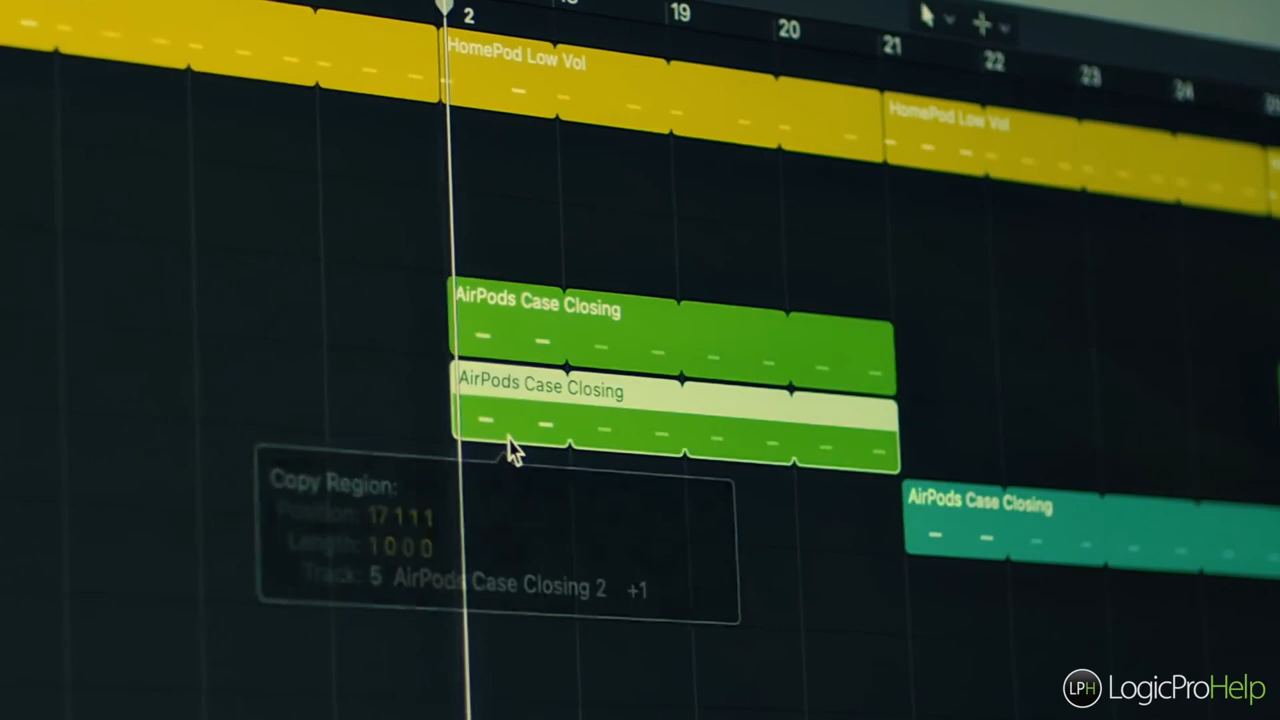 2
19
20
21
22
23
24
HomePod Low Vol
HomePod Low Vol
AirPods Case Closing
AirPods Case Closing
AirPods Case Closing
Copy Region:
Position: 17 1 1 1
Length: 1 0 0 0
Track: 5 AirPods Case Closing 2 +1
LPH LogicProHelp